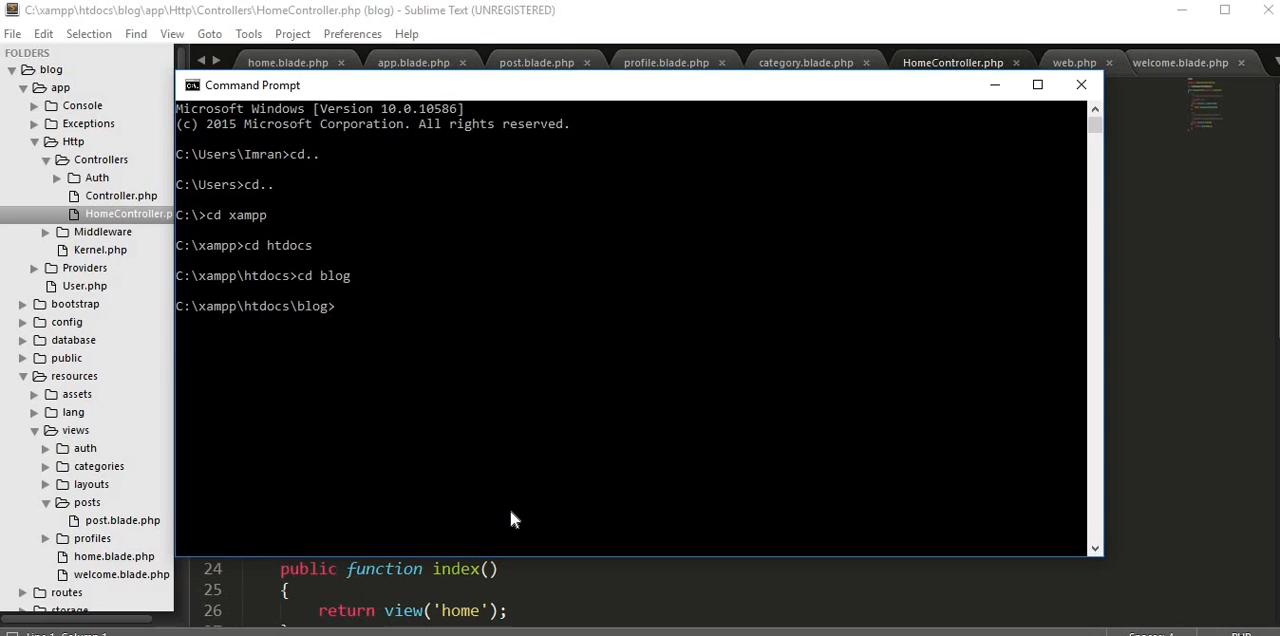 C:\xampp\htdocs\blog\app\Http\Controllers\HomeController.php (blog) - Sublime Text (UNREGISTERED)
File Edit Selection Find View Goto Tools Project Preferences Help
FOLDERS
home.blade.php × app.blade.php × post.blade.php × profile.blade.php × category.blade.php × HomeController.php × web.php × welcome.blade.php ×
blog
app
Console
Exceptions
Http
Controllers
Auth
Controller.php
HomeController.p
Middleware
Kernel.php
Providers
User.php
bootstrap
config
database
public
resources
assets
lang
views
auth
categories
layouts
posts
post.blade.php
profiles
home.blade.php
welcome.blade.php
routes
storage
Command Prompt
Microsoft Windows [Version 10.0.10586]
(c) 2015 Microsoft Corporation. All rights reserved.
C:\Users\Imran>cd..
C:\Users>cd..
C:\>cd xampp
C:\xampp>cd htdocs
C:\xampp\htdocs>cd blog
C:\xampp\htdocs\blog>
24 public function index()
25 {
26 return view('home');
Line 1, Column 1